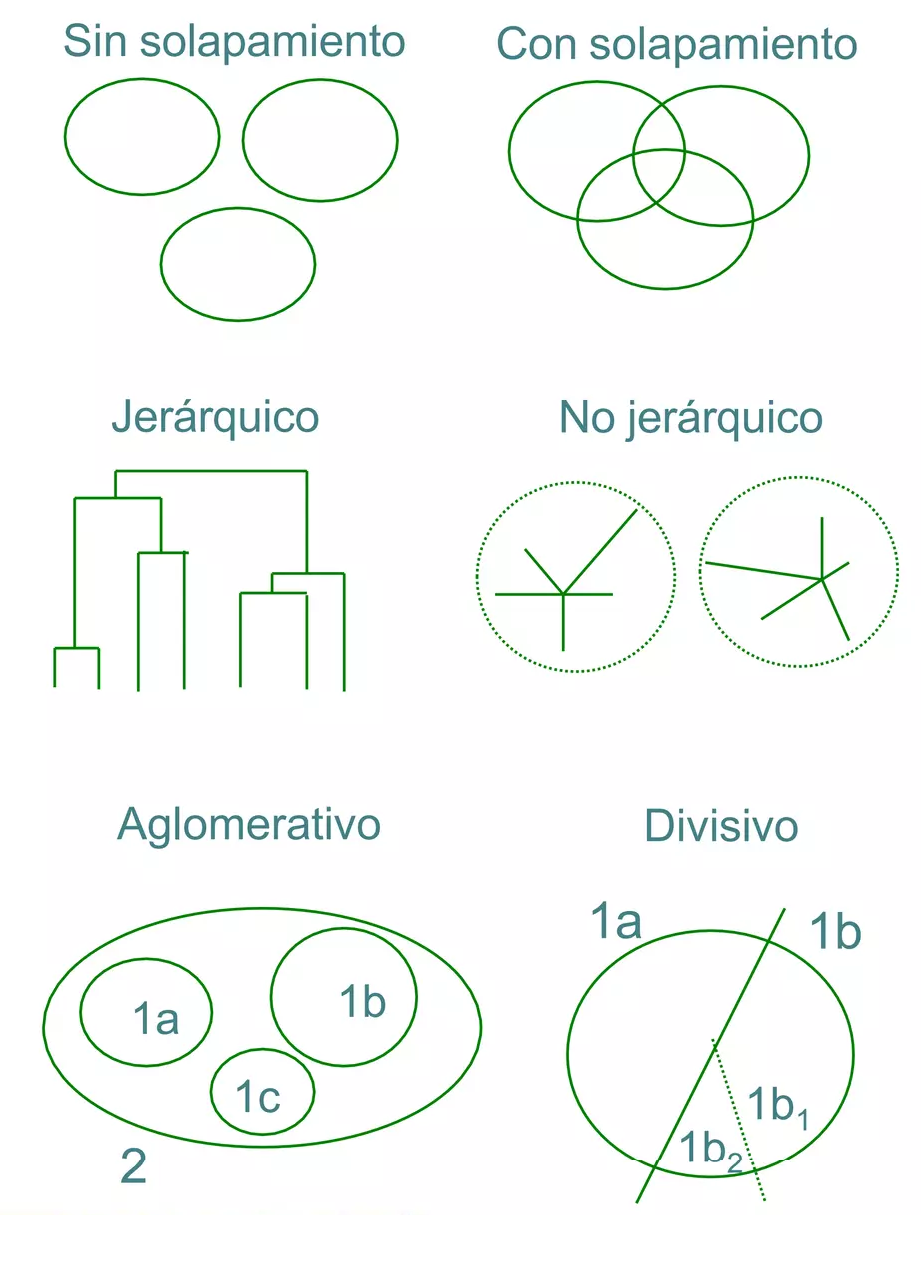 Sin solapamiento
Con solapamiento
Jerárquico
No jerárquico
Aglomerativo
Divisivo
1a
1b
1c
2
1a
1b
1b₁
1b₂